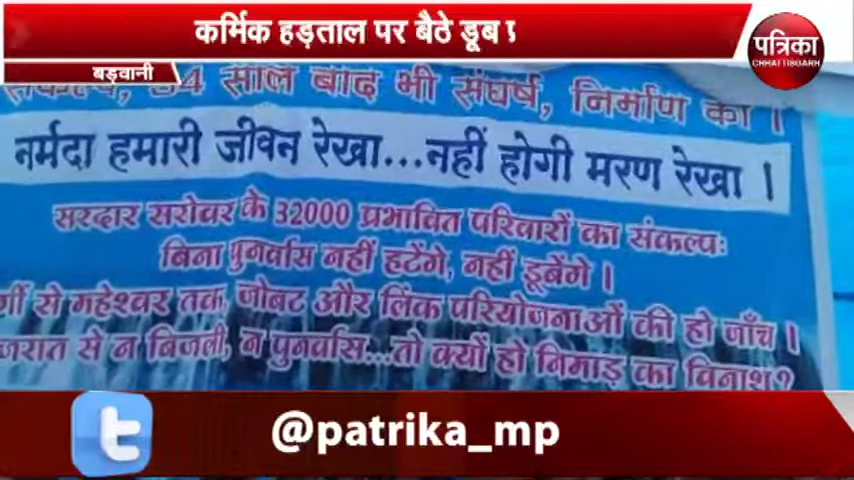 कर्मिक हड़ताल पर बैठे डूब
पत्रिका
CHHATTISGARH
बड़वानी
34 साल बाद भी संघर्ष, निर्माण का ।
नर्मदा हमारी जीवन रेखा...नहीं होगी मरण रेखा ।
सरदार सरोवर के 32000 प्रभावित परिवारों का संकल्पः
बिना पुनर्वास नहीं हटेंगे, नहीं डूबेंगे ।
से महेश्वर तक, जोबट और लिंक परियोजनाओं की हो जाँच ।
जरात से न बिजली, न पुनर्वास...तो क्यों हो निमाड़ का विनाश?
@patrika_mp